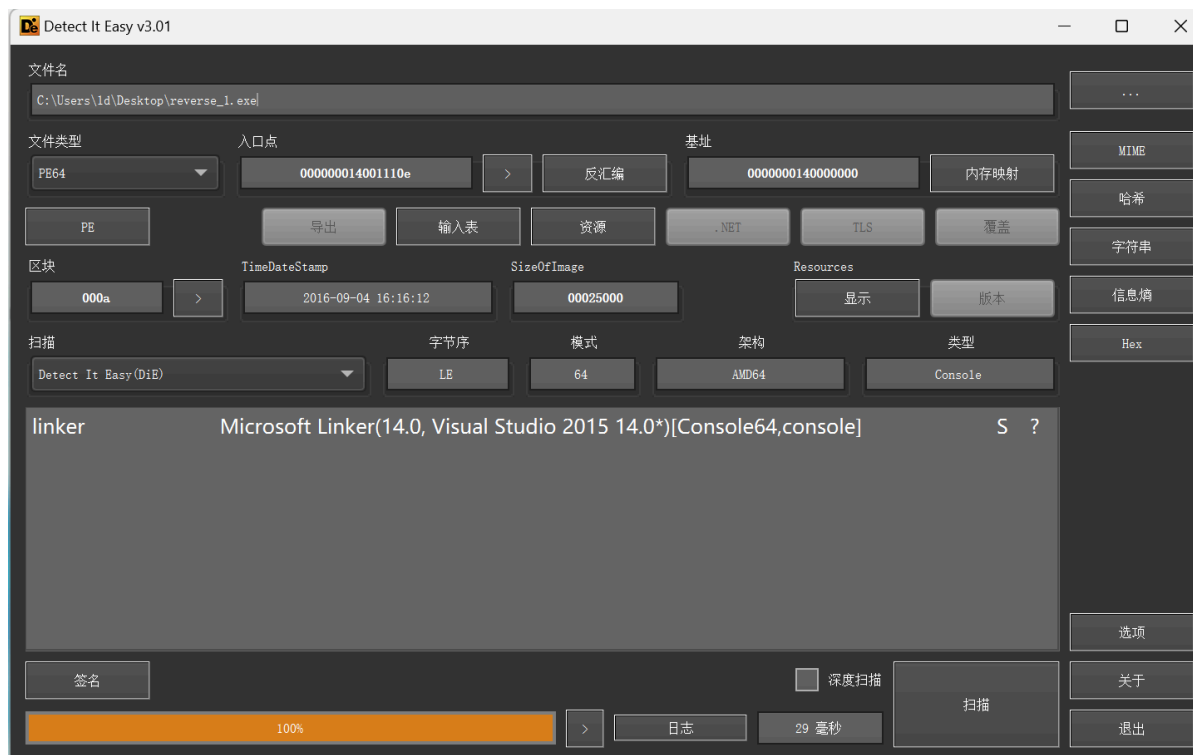 Detect It Easy v3.01
文件名
C:\Users\ld\Desktop\reverse_1.exe
...
文件类型 入口点 基址
PE64 000000014001110e > 反汇编 0000000140000000 内存映射 MIME
PE 导出 输入表 资源 .NET TLS 覆盖 哈希
区块 TimeDateStamp SizeOfImage Resources 字符串
000a > 2016-09-04 16:16:12 00025000 显示 版本 信息熵
扫描 字节序 模式 架构 类型 Hex
Detect It Easy(DiE) LE 64 AMD64 Console
linker Microsoft Linker(14.0, Visual Studio 2015 14.0*)[Console64,console] S ?
选项
签名 深度扫描 扫描 关于
100% > 日志 29 毫秒 退出